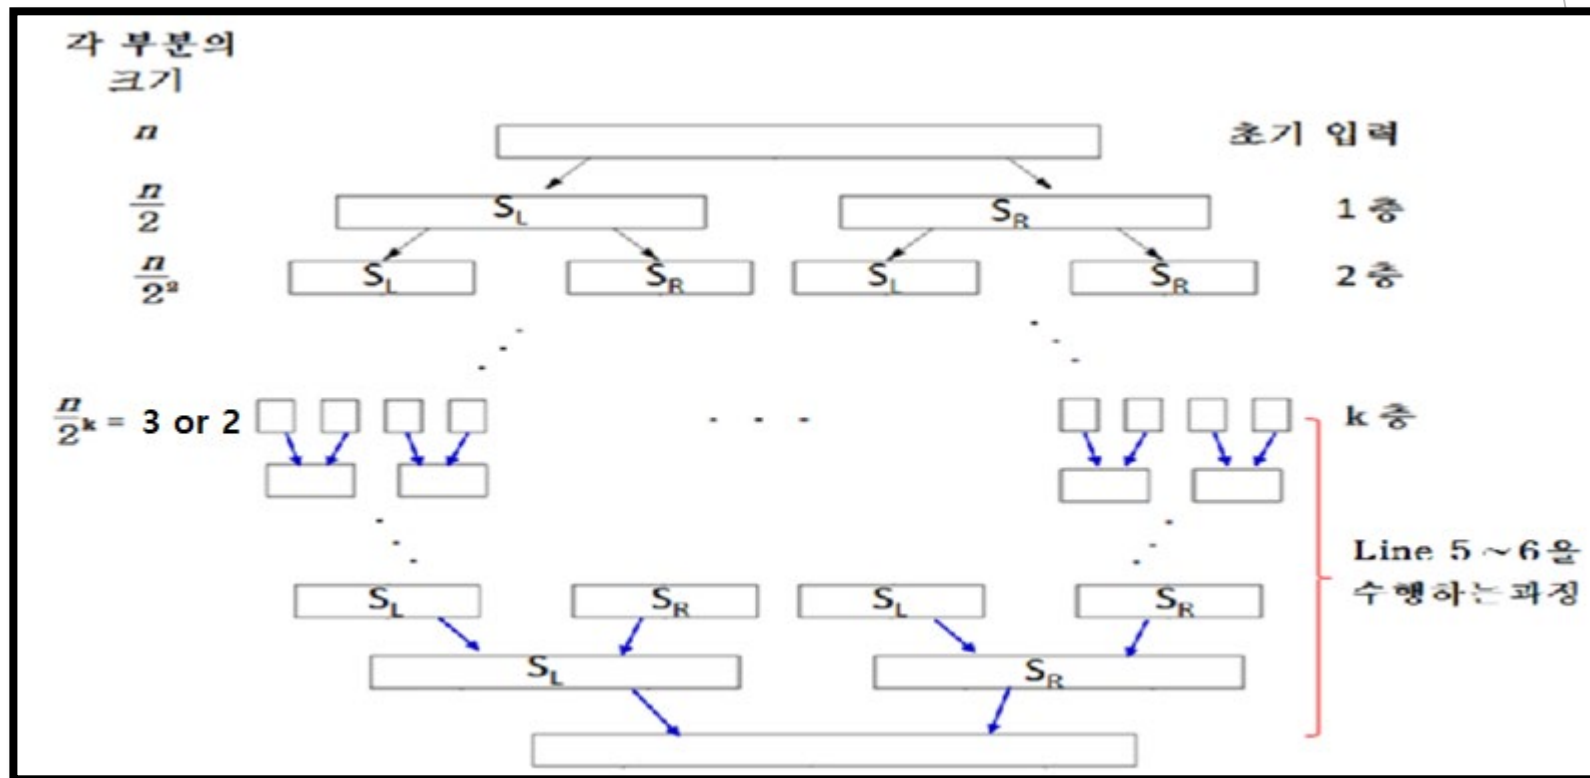 각 부분의
크기
n 초기 입력
n/2 S_L S_R 1 층
n/2² S_L S_R S_L S_R 2 층
n/2^k = 3 or 2 . . . k 층
Line 5 ~ 6 을
수행하는과정
S_L S_R S_L S_R
S_L S_R